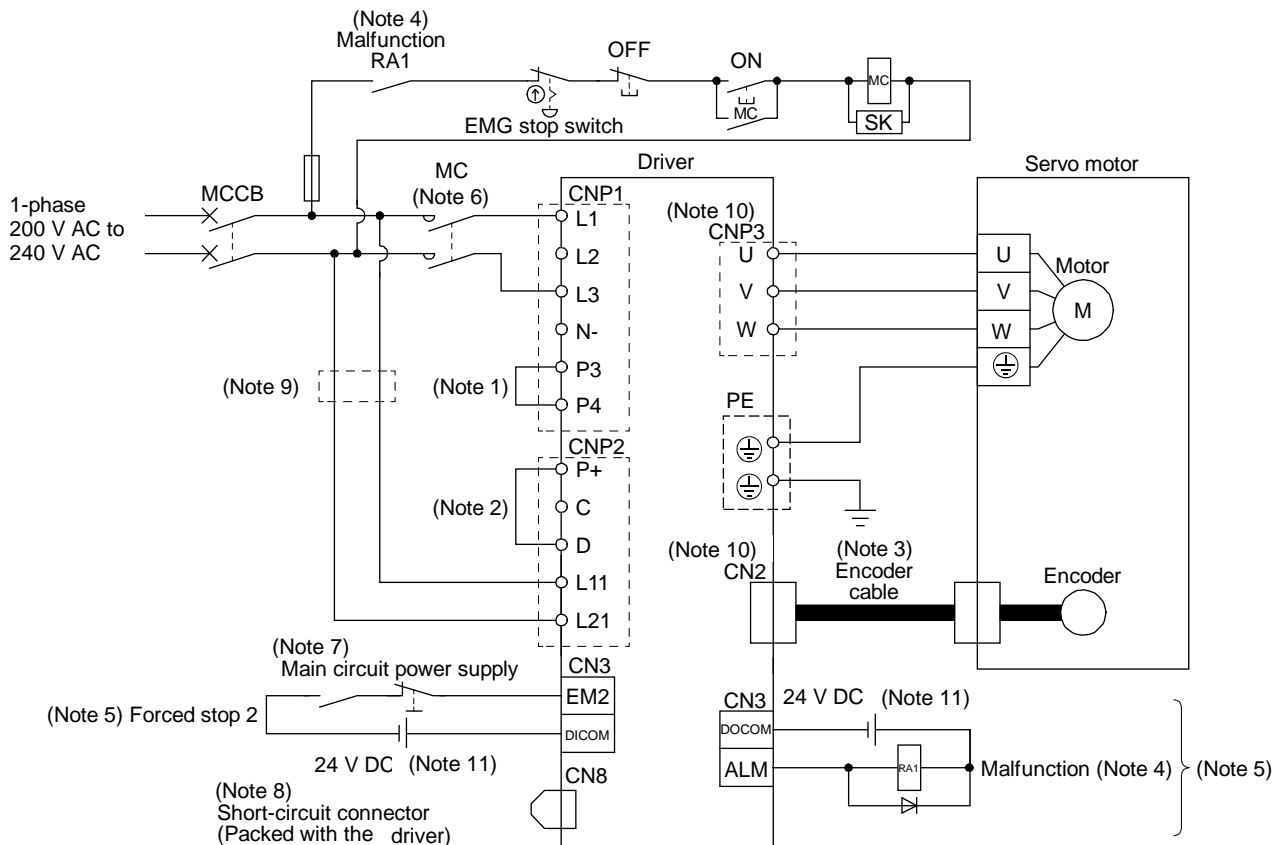 (Note 4)
Malfunction
RA1
OFF
ON
MC
MC
SK
EMG stop switch
1-phase
200 V AC to
240 V AC
MCCB
MC
(Note 6)
Driver
Servo motor
CNP1
L1
L2
L3
N-
P3
P4
(Note 1)
(Note 9)
(Note 10)
CNP3
U
V
W
U
V
W
Motor
M
PE
CNP2
P+
C
D
L11
L21
(Note 2)
(Note 10)
CN2
(Note 3)
Encoder
cable
Encoder
(Note 7)
Main circuit power supply
CN3
EM2
DICOM
(Note 5) Forced stop 2
24 V DC (Note 11)
CN3
DOCOM
ALM
24 V DC (Note 11)
RA1
Malfunction (Note 4)
(Note 5)
CN8
(Note 8)
Short-circuit connector
(Packed with the driver)